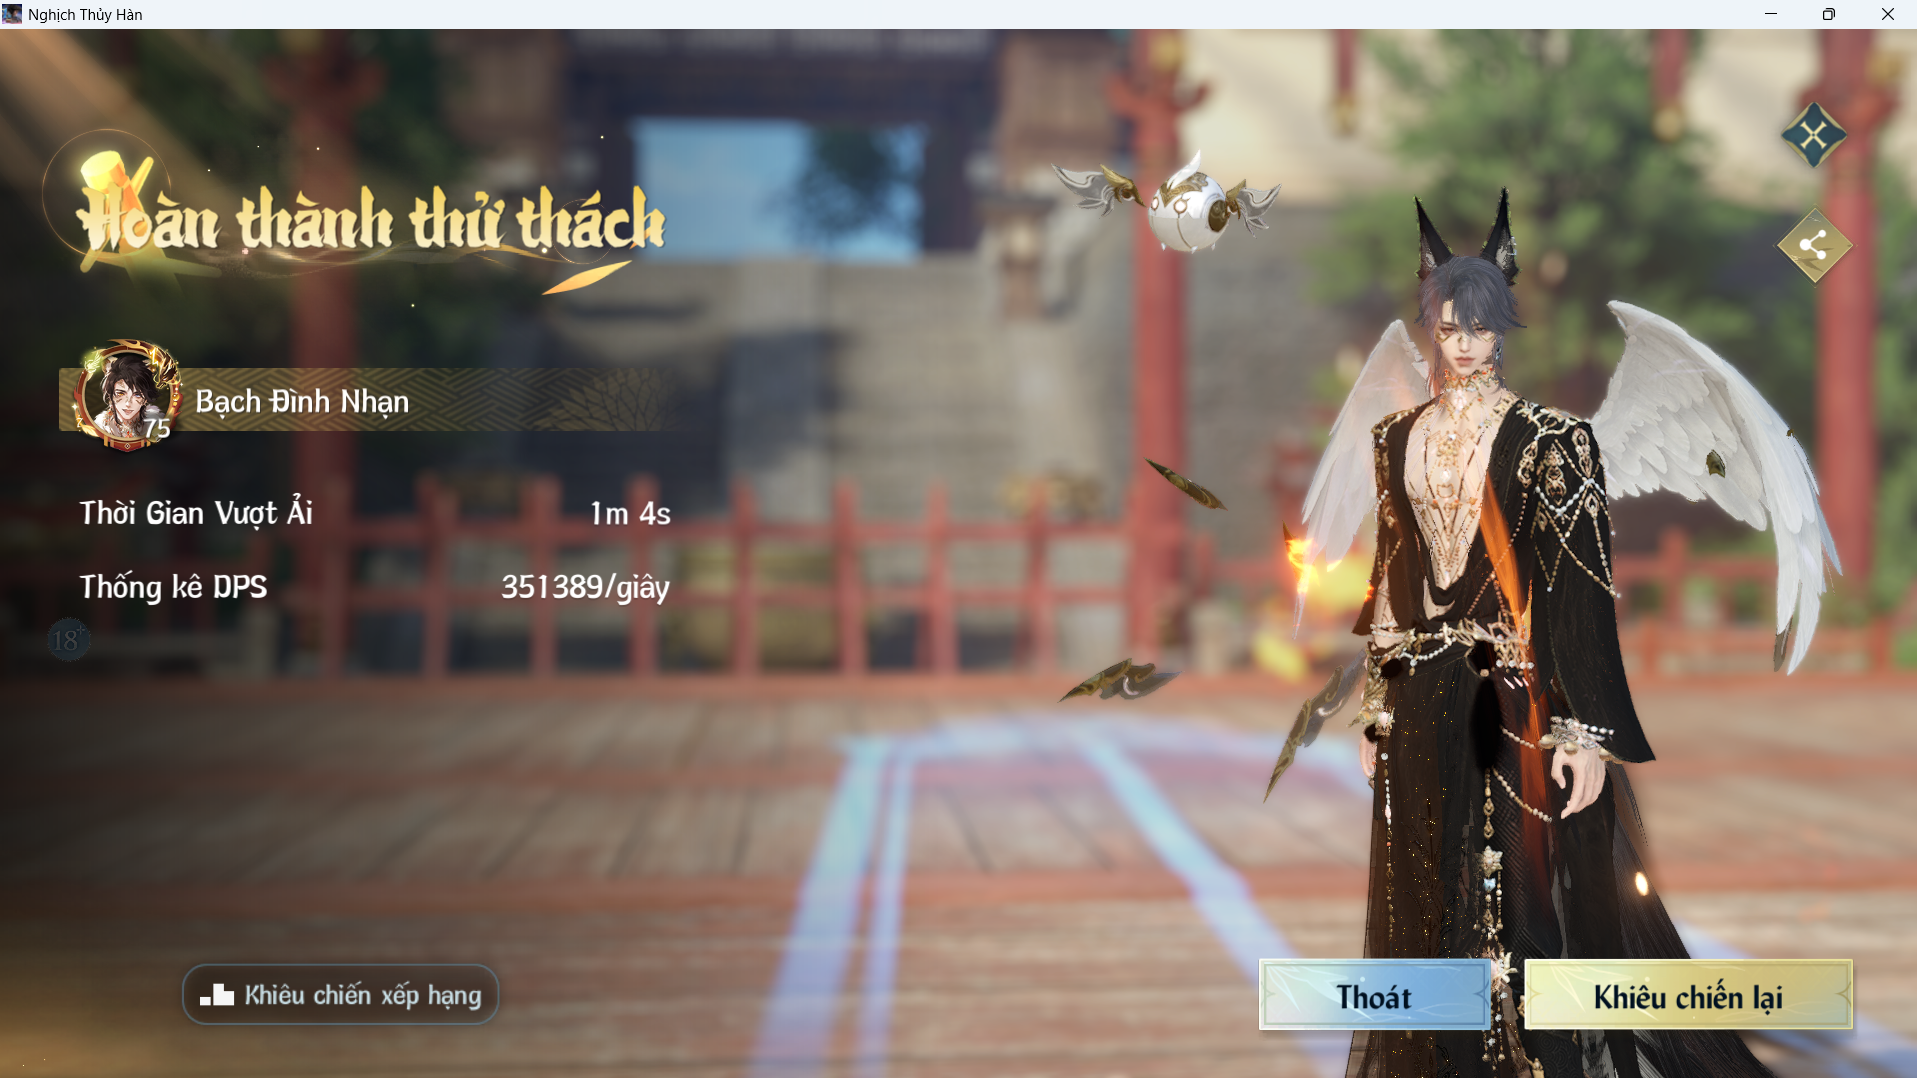 Nghịch Thủy Hàn
Hoàn thành thử thách
75
Bạch Đình Nhạn
Thời Gian Vượt Ải 1m 4s
Thống kê DPS 351389/giây
18+
Khiêu chiến xếp hạng
Thoát
Khiêu chiến lại